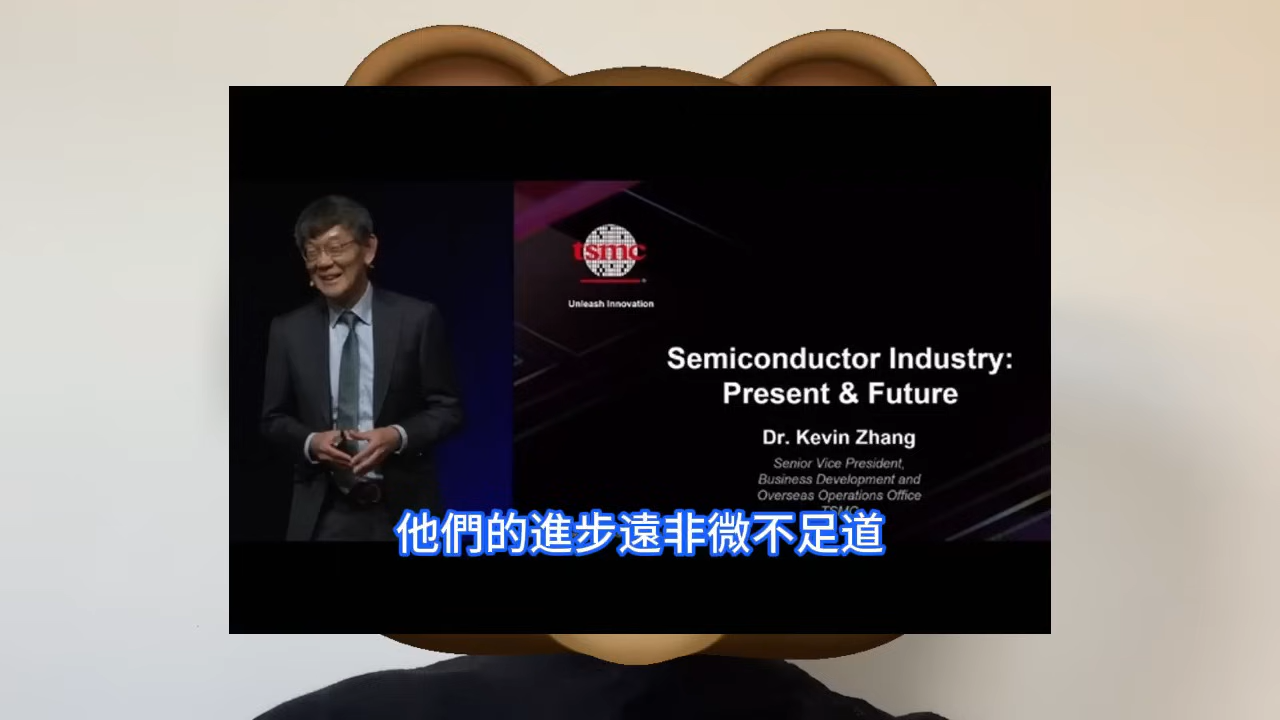 tsmc
Unleash Innovation
Semiconductor Industry:
Present & Future
Dr. Kevin Zhang
Senior Vice President,
Business Development and
Overseas Operations Office
TSMC
他們的進步遠非微不足道